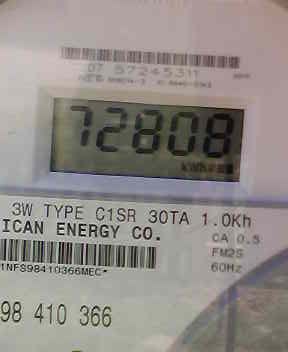 07 57245311
72808
KWH
3W TYPE C1SR 30TA 1.0Kh
ICAN ENERGY CO.
CA 0.5
FM2S
60Hz
1NFS98410366MEC*
98 410 366